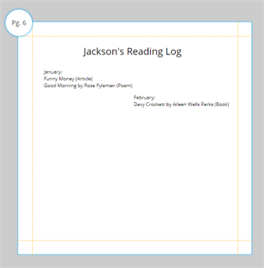 Pg. 6
Jackson's Reading Log
January:
Funny Money (Article)
Good Morning by Rose Fyleman (Poem)
February:
Davy Crockett by Aileen Wells Parks (Book)